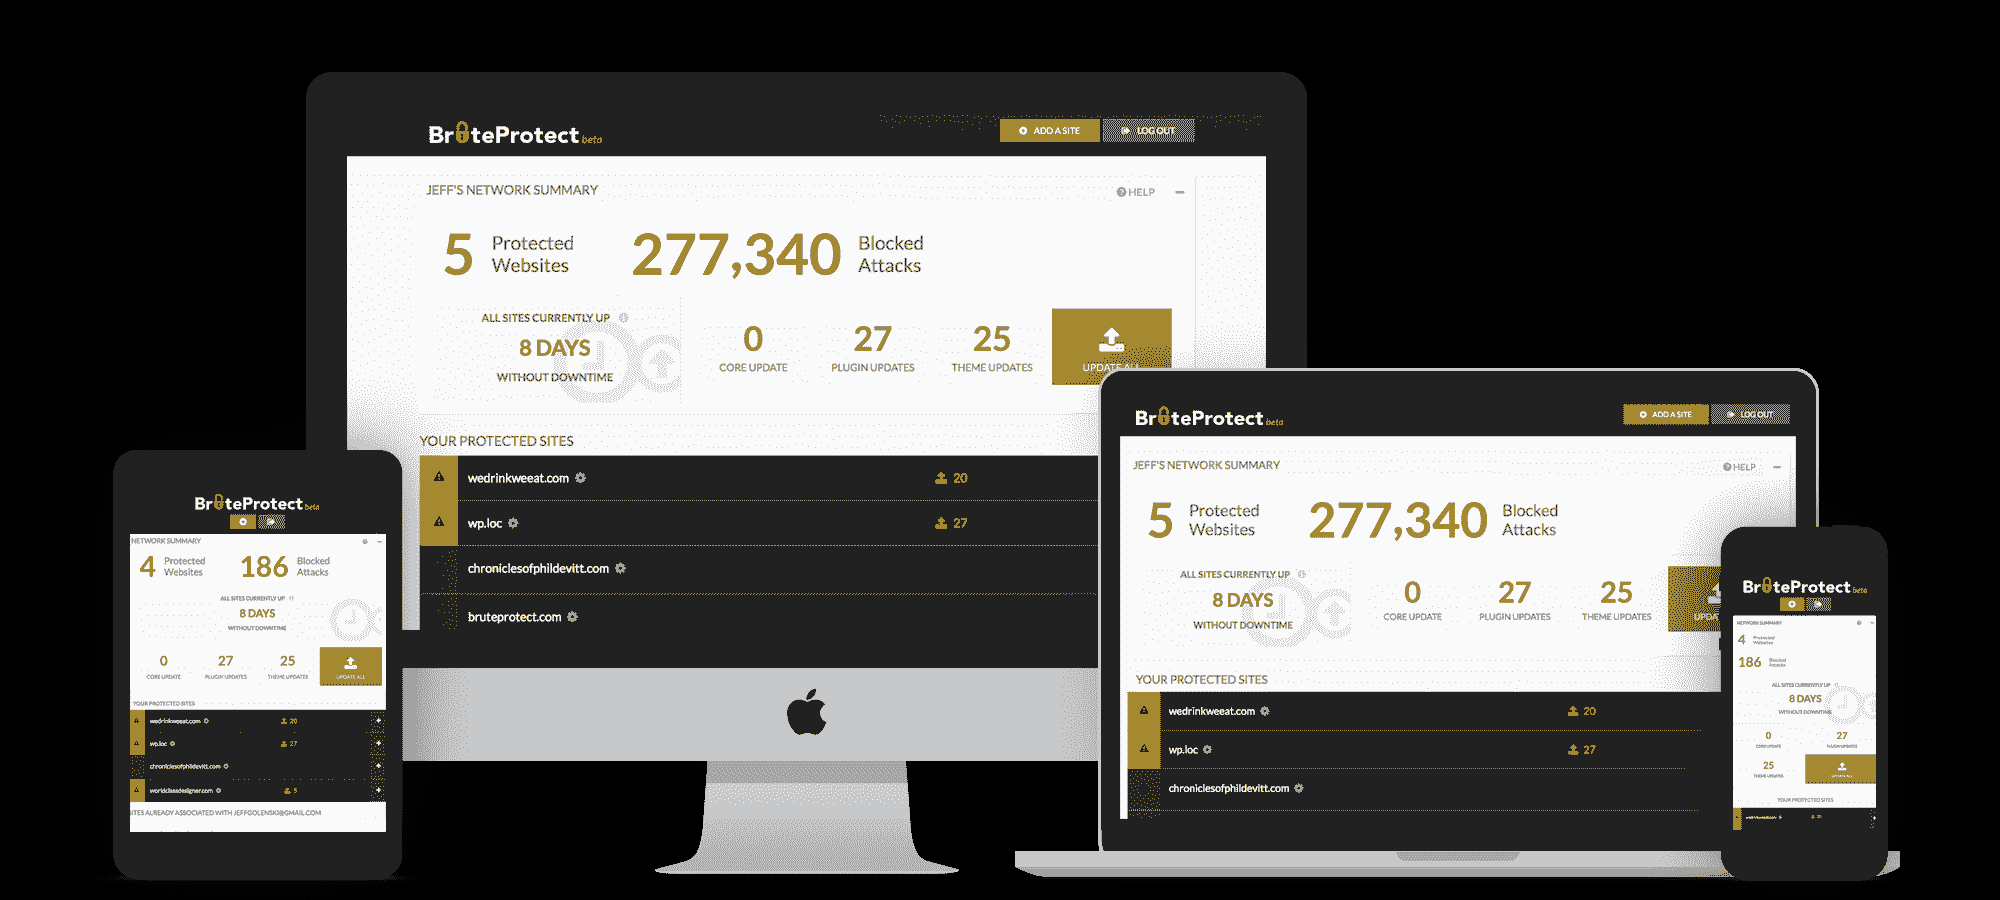 BruteProtect beta
ADD A SITE
LOG OUT
JEFF'S NETWORK SUMMARY
HELP
5 Protected Websites
277,340 Blocked Attacks
ALL SITES CURRENTLY UP
8 DAYS
WITHOUT DOWNTIME
0
CORE UPDATE
27
PLUGIN UPDATES
25
THEME UPDATES
UPDATE ALL
YOUR PROTECTED SITES
wedrinkweeat.com 20
wp.loc 27
chroniclesofphildevitt.com
bruteprotect.com
BruteProtect beta
NETWORK SUMMARY
4 Protected Websites
186 Blocked Attacks
ALL SITES CURRENTLY UP
8 DAYS
WITHOUT DOWNTIME
0
CORE UPDATE
27
PLUGIN UPDATES
25
THEME UPDATES
UPDATE ALL
YOUR PROTECTED SITES
wedrinkweeat.com 20
wp.loc 27
chroniclesofphildevitt.com
worldclassdesigner.com 5
SITES ALREADY ASSOCIATED WITH JEFFGOLENSKI@GMAIL.COM
BruteProtect beta
ADD A SITE
LOG OUT
JEFF'S NETWORK SUMMARY
HELP
5 Protected Websites
277,340 Blocked Attacks
ALL SITES CURRENTLY UP
8 DAYS
WITHOUT DOWNTIME
0
CORE UPDATE
27
PLUGIN UPDATES
25
THEME UPDATES
UPDA
YOUR PROTECTED SITES
wedrinkweeat.com 20
wp.loc 27
chroniclesofphildevitt.com
BruteProtect beta
NETWORK SUMMARY
4 Protected Websites
186 Blocked Attacks
ALL SITES CURRENTLY UP
8 DAYS
WITHOUT DOWNTIME
0
CORE UPDATE
27
PLUGIN UPDATES
25
THEME UPDATES
UPDATE ALL
YOUR PROTECTED SITES
wedrinkweeat.com 20